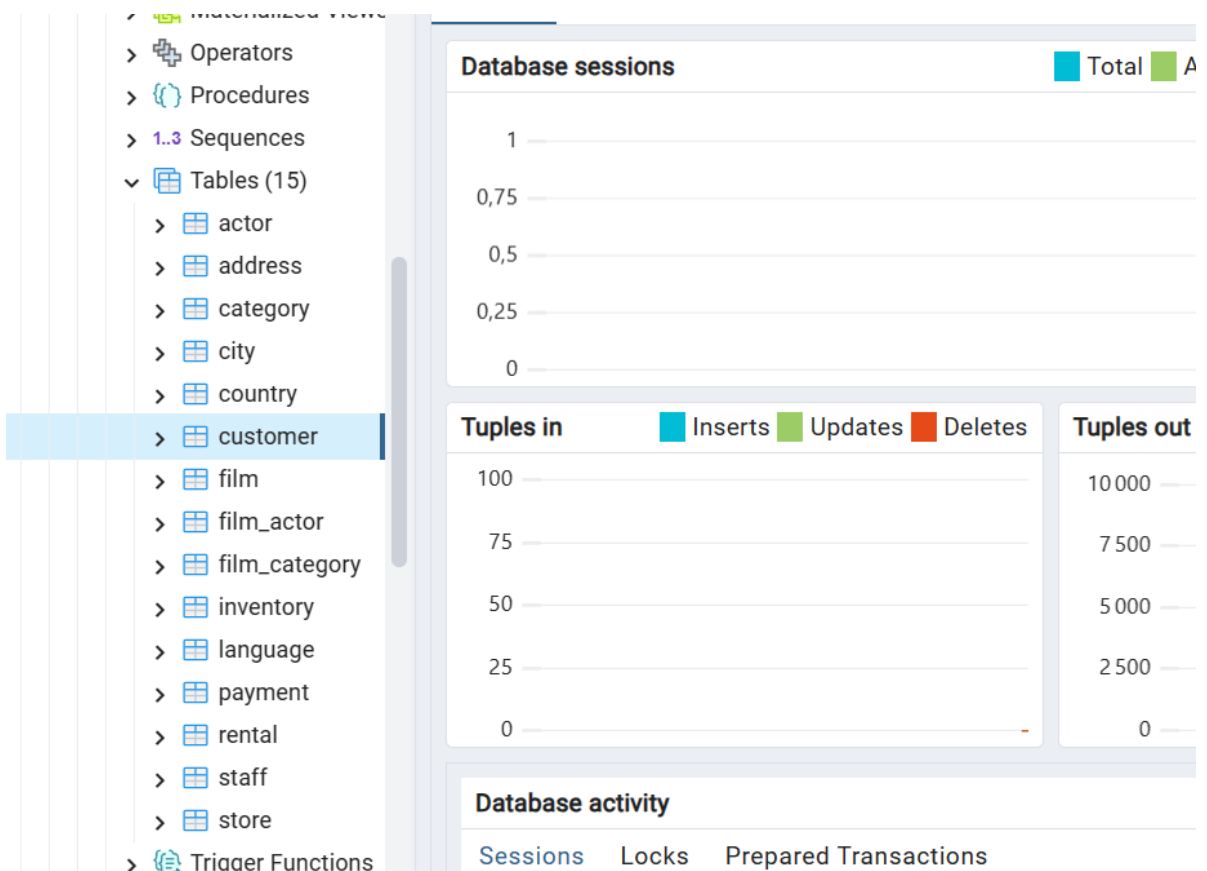 Materialized Views
Operators
Procedures
1..3 Sequences
Tables (15)
actor
address
category
city
country
customer
film
film_actor
film_category
inventory
language
payment
rental
staff
store
Trigger Functions
Database sessions
Total
1
0,75
0,5
0,25
0
Tuples in
Inserts Updates Deletes
100
75
50
25
0
Tuples out
10 000
7 500
5 000
2 500
0
Database activity
Sessions Locks Prepared Transactions